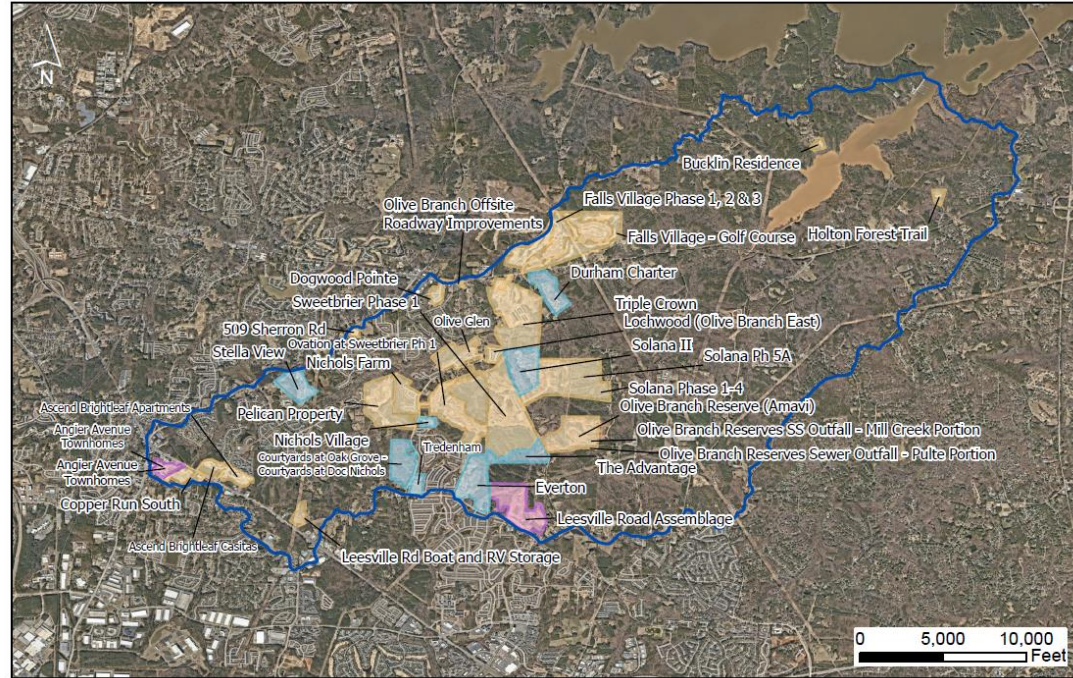 N
Bucklin Residence
Olive Branch Offsite
Roadway Improvements
Falls Village Phase 1, 2 & 3
Holton Forest Trail
Falls Village - Golf Course
Dogwood Pointe
Durham Charter
Sweetbrier Phase 1
Triple Crown
Olive Glen
Lochwood (Olive Branch East)
509 Sherron Rd
Ovation at Sweetbrier Ph 1
Solana II
Stella View
Solana Ph 5A
Nichols Farm
Solana Phase 1-4
Ascend Brightleaf Apartments
Pelican Property
Olive Branch Reserve (Amavi)
Angier Avenue
Townhomes
Nichols Village
Olive Branch Reserves SS Outfall - Mill Creek Portion
Tredenham
Courtyards at Oak Grove -
Courtyards at Doc Nichols
Olive Branch Reserves Sewer Outfall - Pulte Portion
Angier Avenue
Townhomes
The Advantage
Everton
Copper Run South
Leesville Road Assemblage
Ascend Brightleaf Casitas
Leesville Rd Boat and RV Storage
0 5,000 10,000
Feet